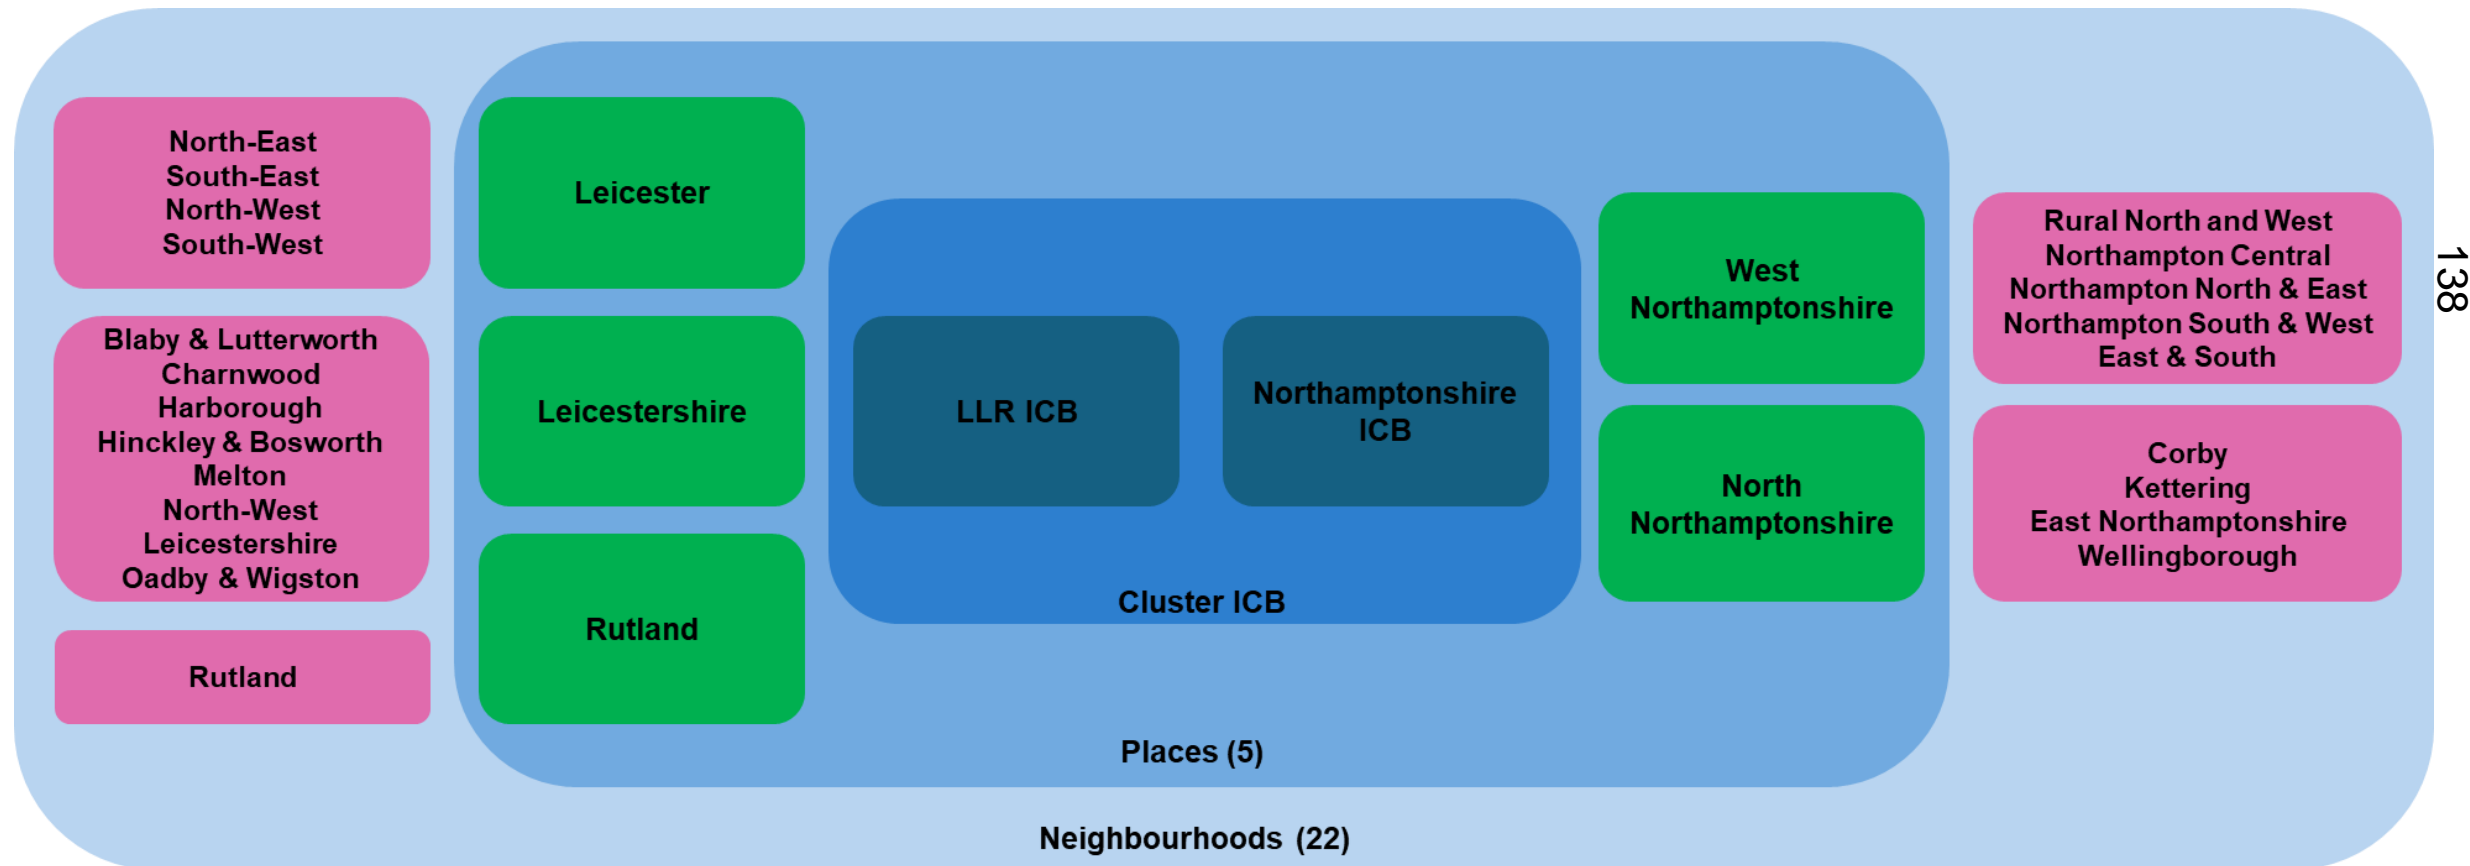 North-East
South-East
North-West
South-West
Blaby & Lutterworth
Charnwood
Harborough
Hinckley & Bosworth
Melton
North-West
Leicestershire
Oadby & Wigston
Rutland
Leicester
Leicestershire
Rutland
LLR ICB
Northamptonshire
ICB
Cluster ICB
West
Northamptonshire
North
Northamptonshire
Rural North and West
Northampton Central
Northampton North & East
Northampton South & West
East & South
Corby
Kettering
East Northamptonshire
Wellingborough
Places (5)
Neighbourhoods (22)
138